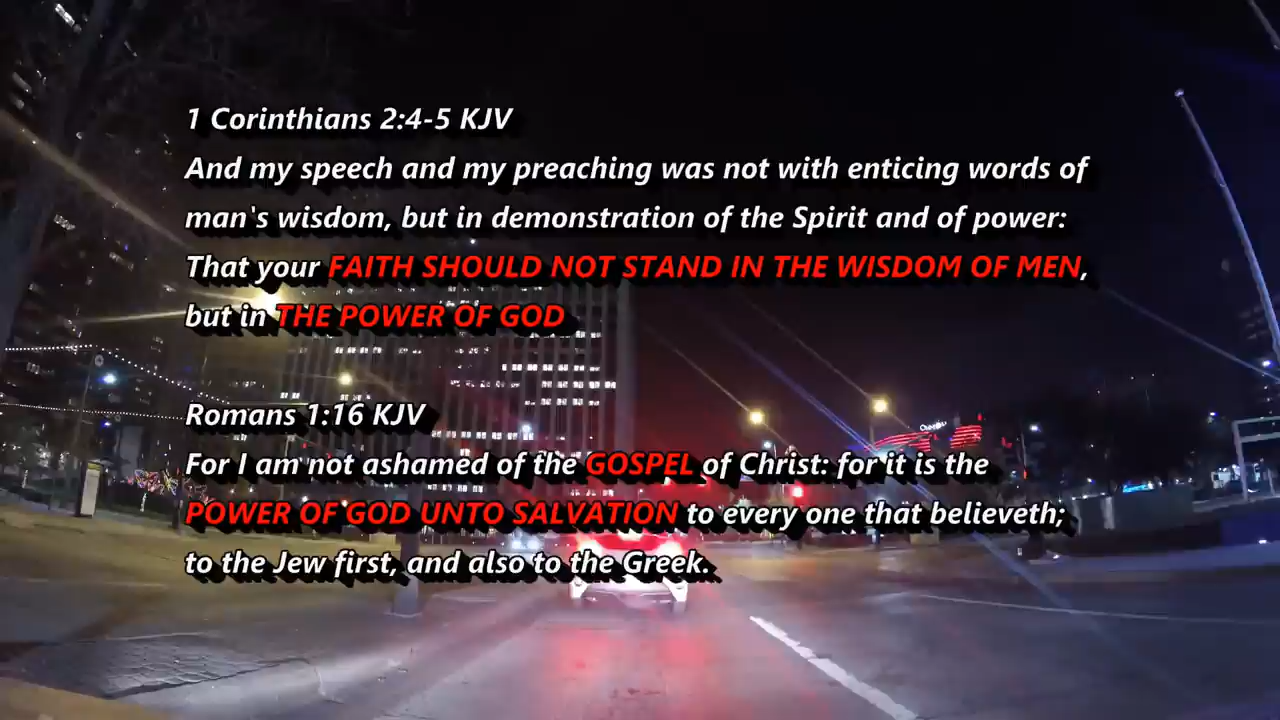 1 Corinthians 2:4-5 KJV
And my speech and my preaching was not with enticing words of
man's wisdom, but in demonstration of the Spirit and of power:
That your FAITH SHOULD NOT STAND IN THE WISDOM OF MEN,
but in THE POWER OF GOD
Romans 1:16 KJV
For I am not ashamed of the GOSPEL of Christ: for it is the
POWER OF GOD UNTO SALVATION to every one that believeth;
to the Jew first, and also to the Greek.